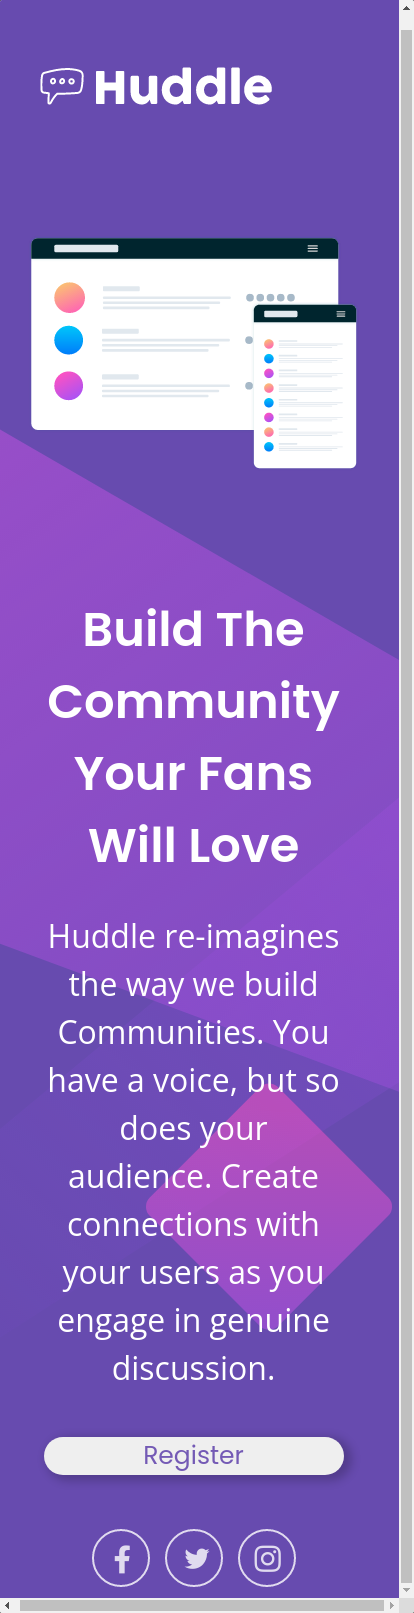 Huddle
Build The
Community
Your Fans
Will Love
Huddle re-imagines
the way we build
Communities. You
have a voice, but so
does your
audience. Create
connections with
your users as you
engage in genuine
discussion.
Register